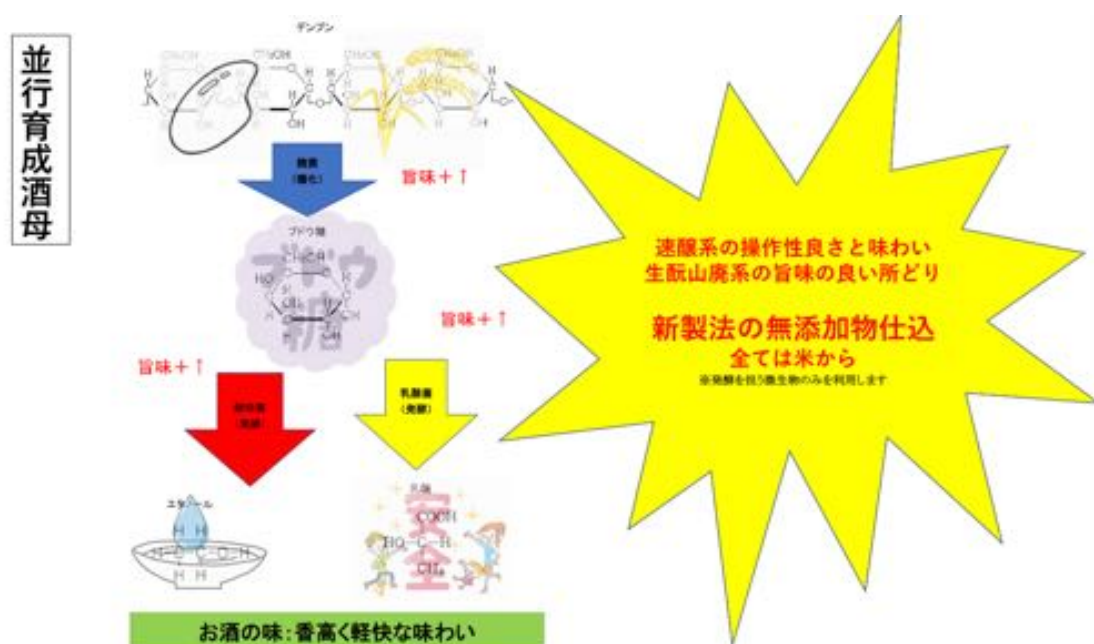 並行育成酒母
デンプン
旨味+↑
ブドウ糖
ブドウ
糖
旨味+↑
旨味+↑
乳酸菌
(発酵)
エタノール
乳酸
安全
COOH
お酒の味：香高く軽快な味わい
速醸系の操作性良さと味わい
生酛山廃系の旨味の良い所どり
新製法の無添加物仕込
全ては米から
※発酵を担う微生物のみを利用します